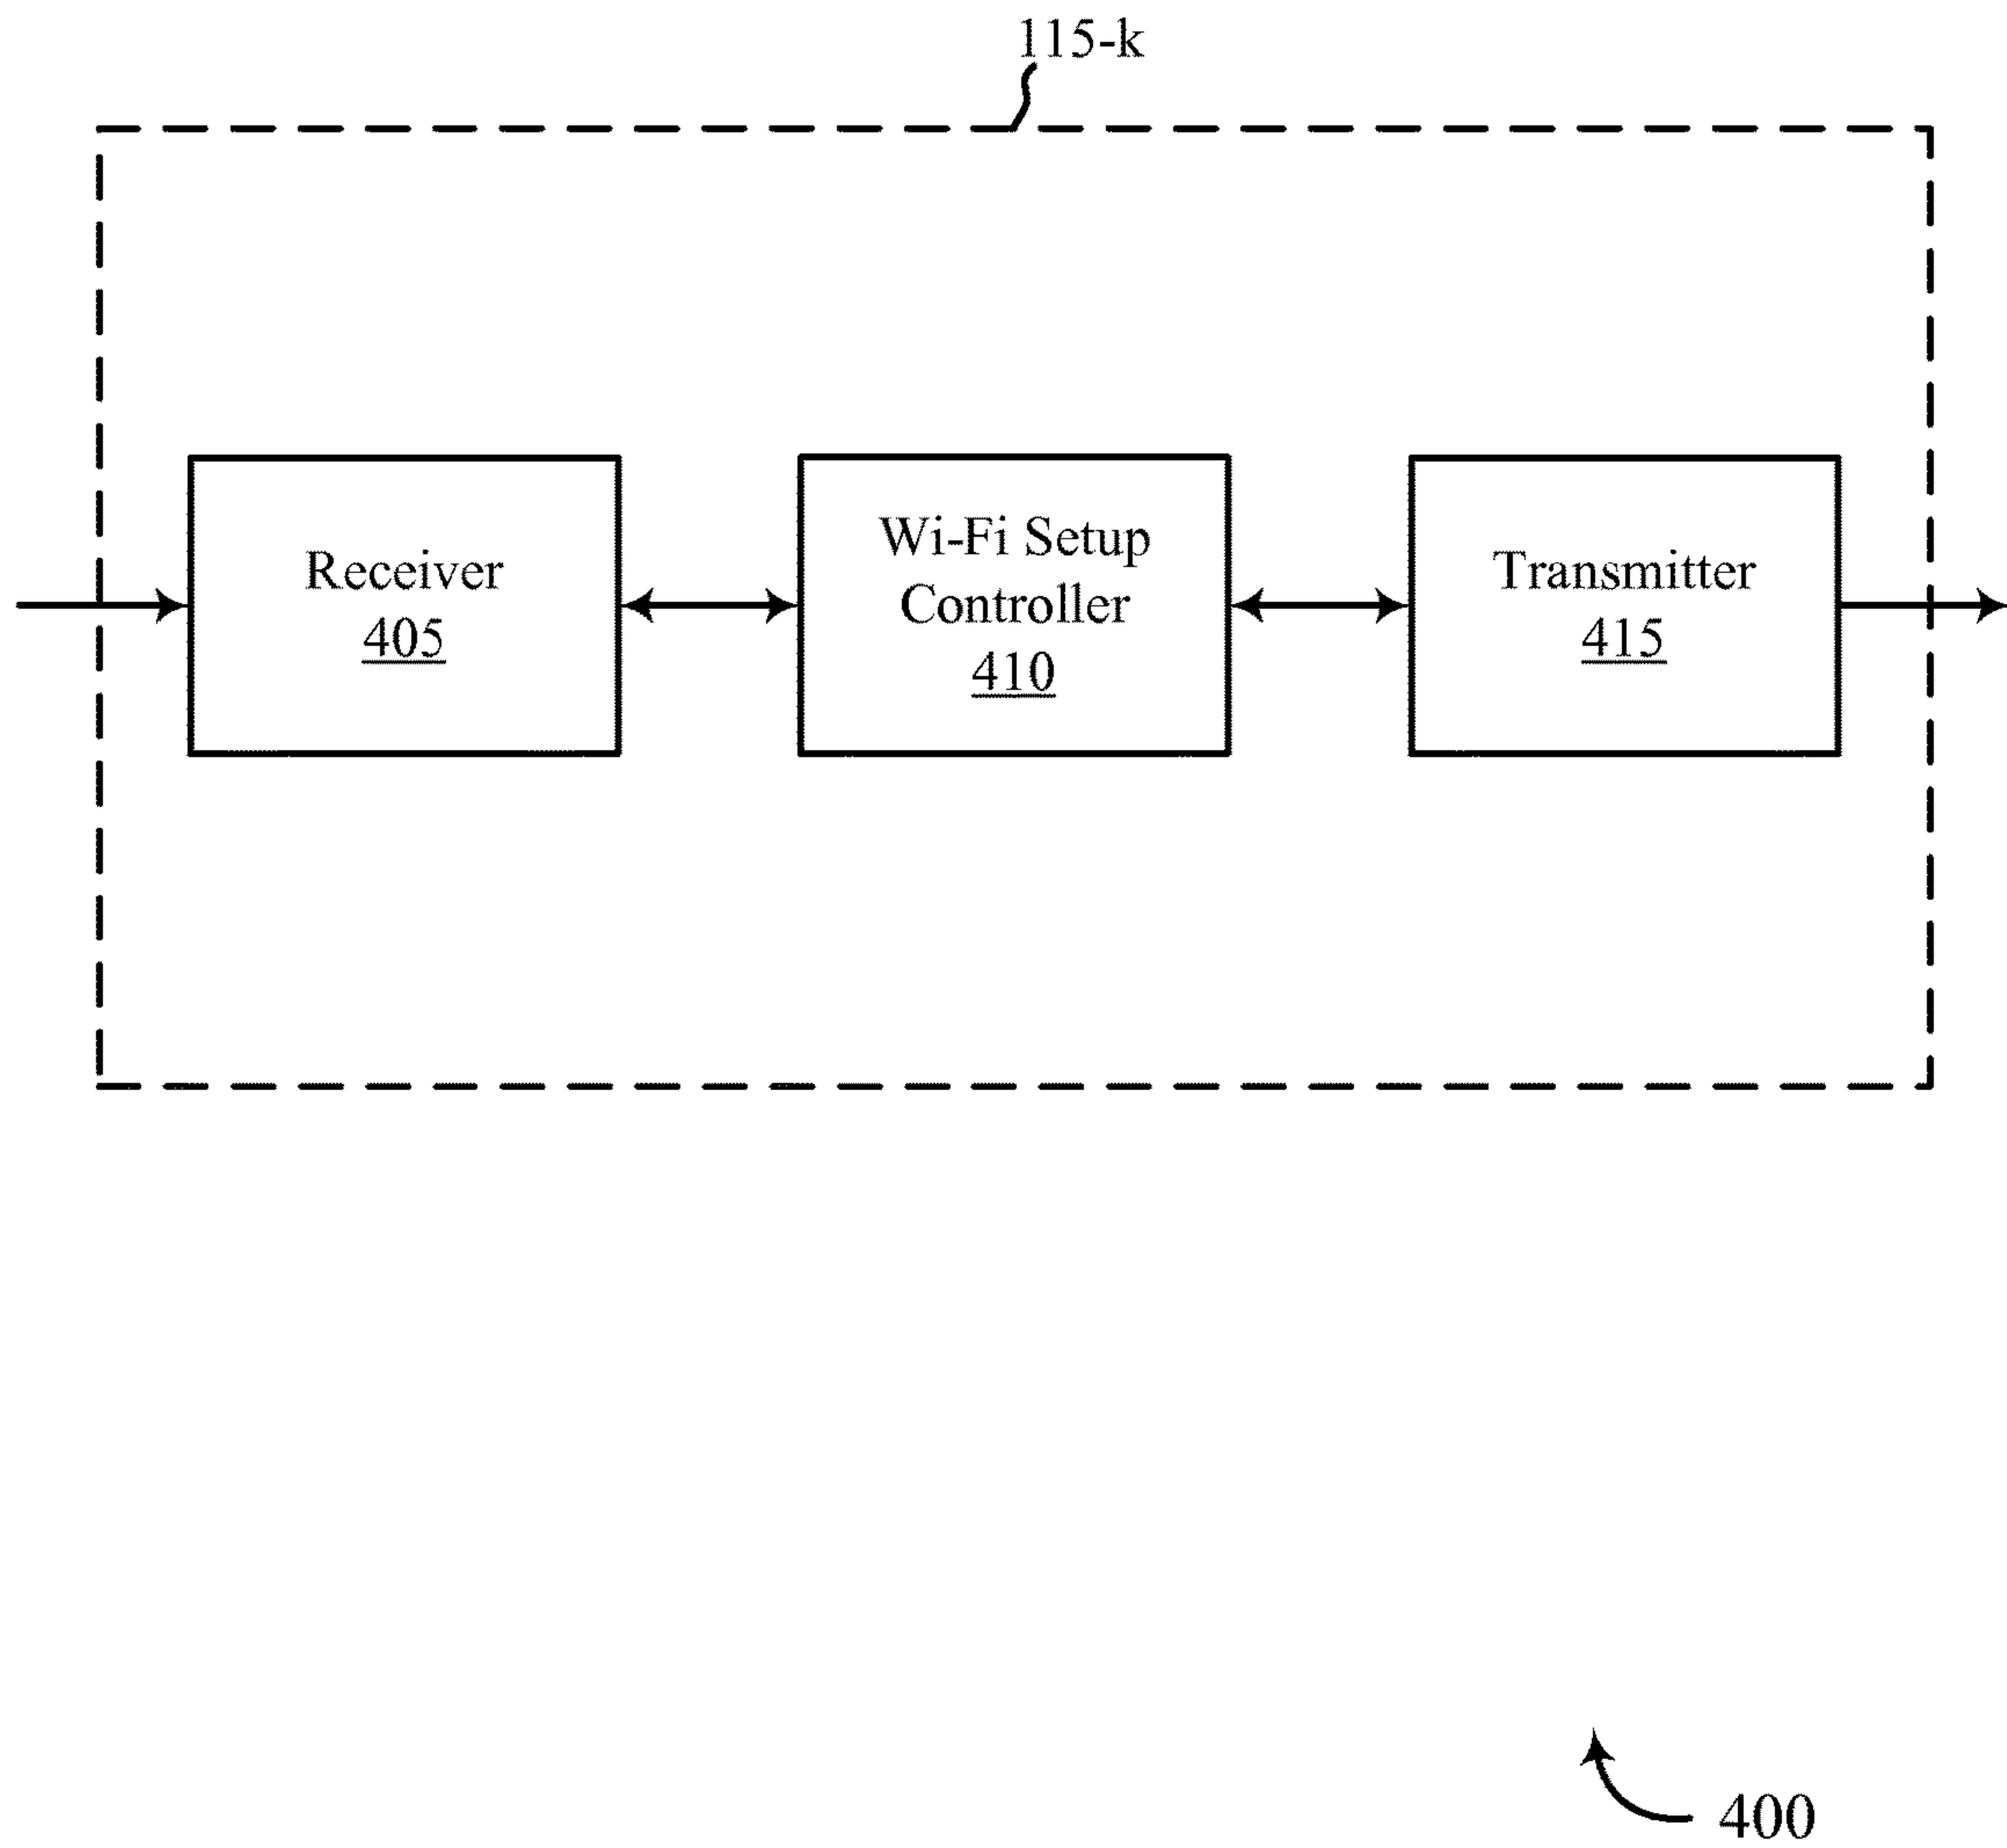 115-k
Receiver
405
Wi-Fi Setup
Controller
410
Transmitter
415
400